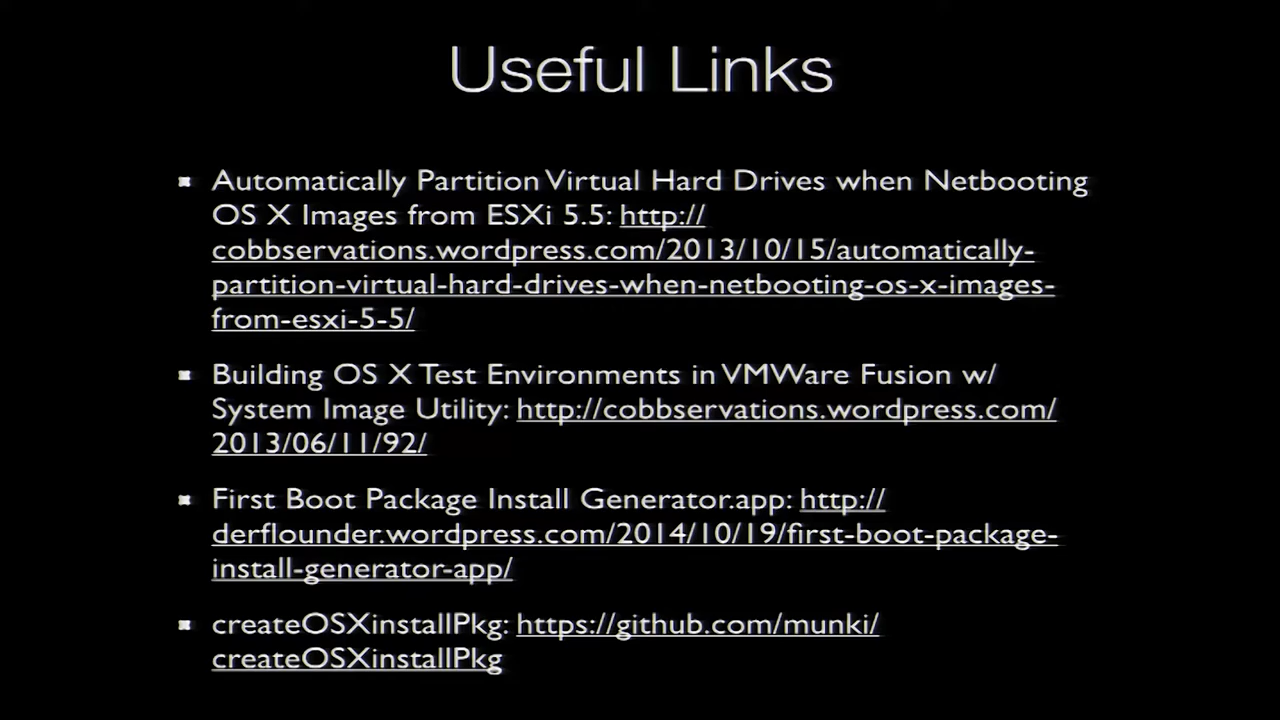 Useful Links
Automatically Partition Virtual Hard Drives when Netbooting
OS X Images from ESXi 5.5: http://
cobbservations.wordpress.com/2013/10/15/automatically-
partition-virtual-hard-drives-when-netbooting-os-x-images-
from-esxi-5-5/
Building OS X Test Environments in VMWare Fusion w/
System Image Utility: http://cobbservations.wordpress.com/
2013/06/11/92/
First Boot Package Install Generator.app: http://
derflounder.wordpress.com/2014/10/19/first-boot-package-
install-generator-app/
createOSXinstallPkg: https://github.com/munki/
createOSXinstallPkg